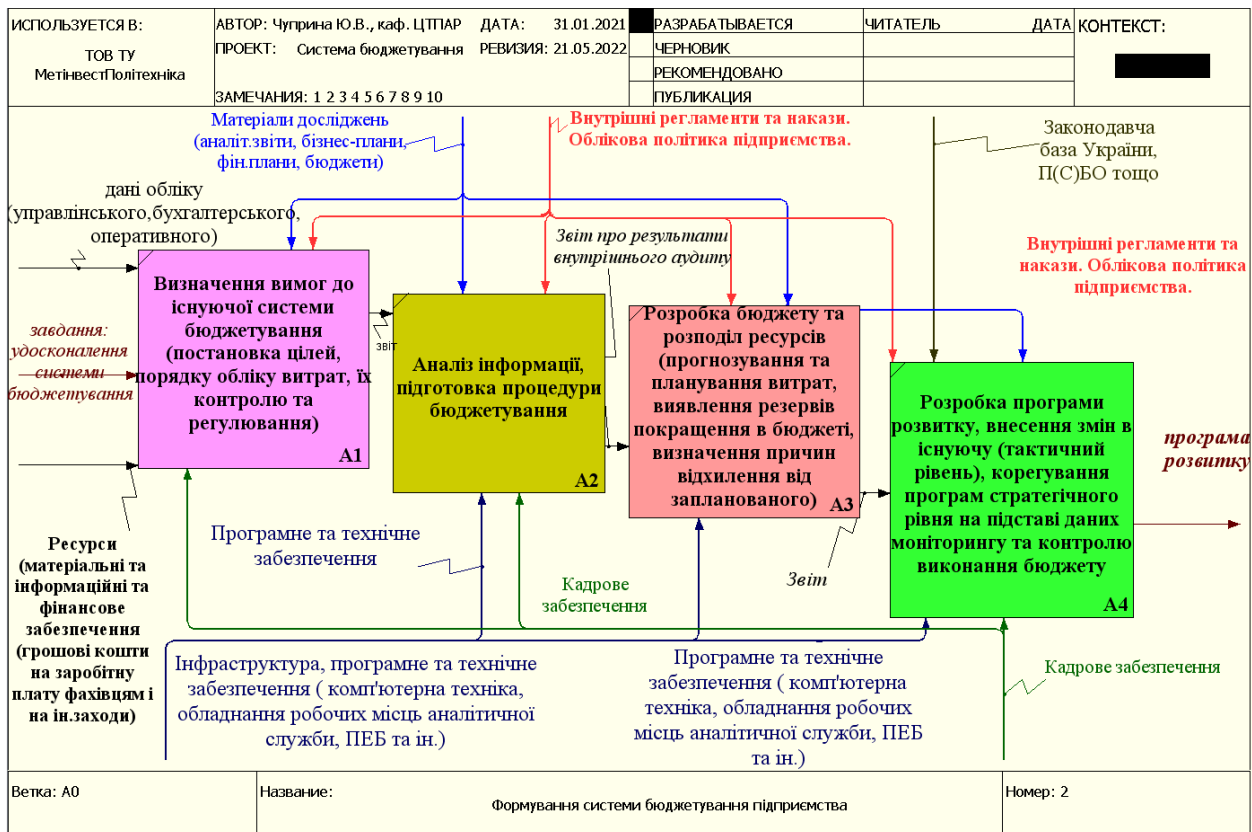 ИСПОЛЬЗУЕТСЯ В:
ТОВ ТУ
МетінвестПолітехніка
АВТОР: Чуприна Ю.В., каф. ЦТПАР
ДАТА: 31.01.2021
ПРОЕКТ: Система бюджетування
РЕВИЗИЯ: 21.05.2022
ЗАМЕЧАНИЯ: 1 2 3 4 5 6 7 8 9 10
РАЗРАБАТЫВАЕТСЯ
ЧЕРНОВИК
РЕКОМЕНДОВАНО
ПУБЛИКАЦИЯ
ЧИТАТЕЛЬ
ДАТА
КОНТЕКСТ:
Матеріали досліджень
(аналіт.звіти, бізнес-плани,
фін.плани, бюджети)
Внутрішні регламенти та накази.
Облікова політика підприємства.
Законодавча
база України,
П(С)БО тощо
дані обліку
(управлінського,бухгалтерського,
оперативного)
Звіт про результати
внутрішнього аудиту
Внутрішні регламенти та
накази. Облікова політика
підприємства.
завдання:
удосконалення
системи
бюджетування
Визначення вимог до
існуючої системи
бюджетування
(постановка цілей,
порядку обліку витрат, їх
контролю та
регулювання)
A1
звіт
Аналіз інформації,
підготовка процедури
бюджетування
A2
Розробка бюджету та
розподіл ресурсів
(прогнозування та
планування витрат,
виявлення резервів
покращення в бюджеті,
визначення причин
відхилення від
запланованого)
A3
Розробка програми
розвитку, внесення змін в
існуючу (тактичний
рівень), корегування
програм стратегічного
рівня на підставі даних
моніторингу та контролю
виконання бюджету
A4
програма
розвитку
Ресурси
(матеріальні та
інформаційні та
фінансове
забезпечення
(грошові кошти
на заробітну
плату фахівцям і
на ін.заходи)
Програмне та технічне
забезпечення
Кадрове
забезпечення
Звіт
Інфраструктура, програмне та технічне
забезпечення ( комп'ютерна техніка,
обладнання робочих місць аналітичної
служби, ПЕБ та ін.)
Програмне та технічне
забезпечення ( комп'ютерна
техніка, обладнання робочих
місць аналітичної служби, ПЕБ
та ін.)
Кадрове забезпечення
Ветка: A0
Название:
Формування системи бюджетування підприємства
Номер: 2